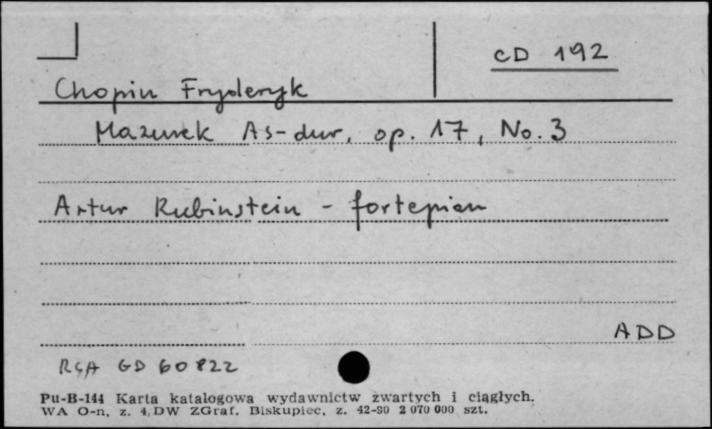 CD 192
Chopin Fryderyk
Mazurek As-dur, op. 17, No. 3
Artur Rubinstein - fortepian
ADD
RCA GD 60822
Pu-B-144 Karta katalogowa wydawnictw zwartych i ciągłych.
WA O-n, z. 4, DW ZGraf. Biskupiec, z. 42-80 2 070 000 szt.